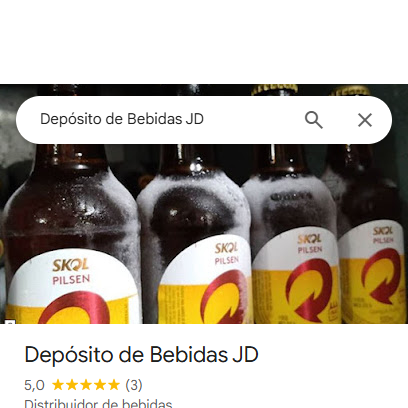 Depósito de Bebidas JD
SKOL
PILSEN
SKOL
PILSEN
SKOL
PILSEN
SKOL
PILSEN
Depósito de Bebidas JD
5,0 (3)
Distribuidor de bebidas